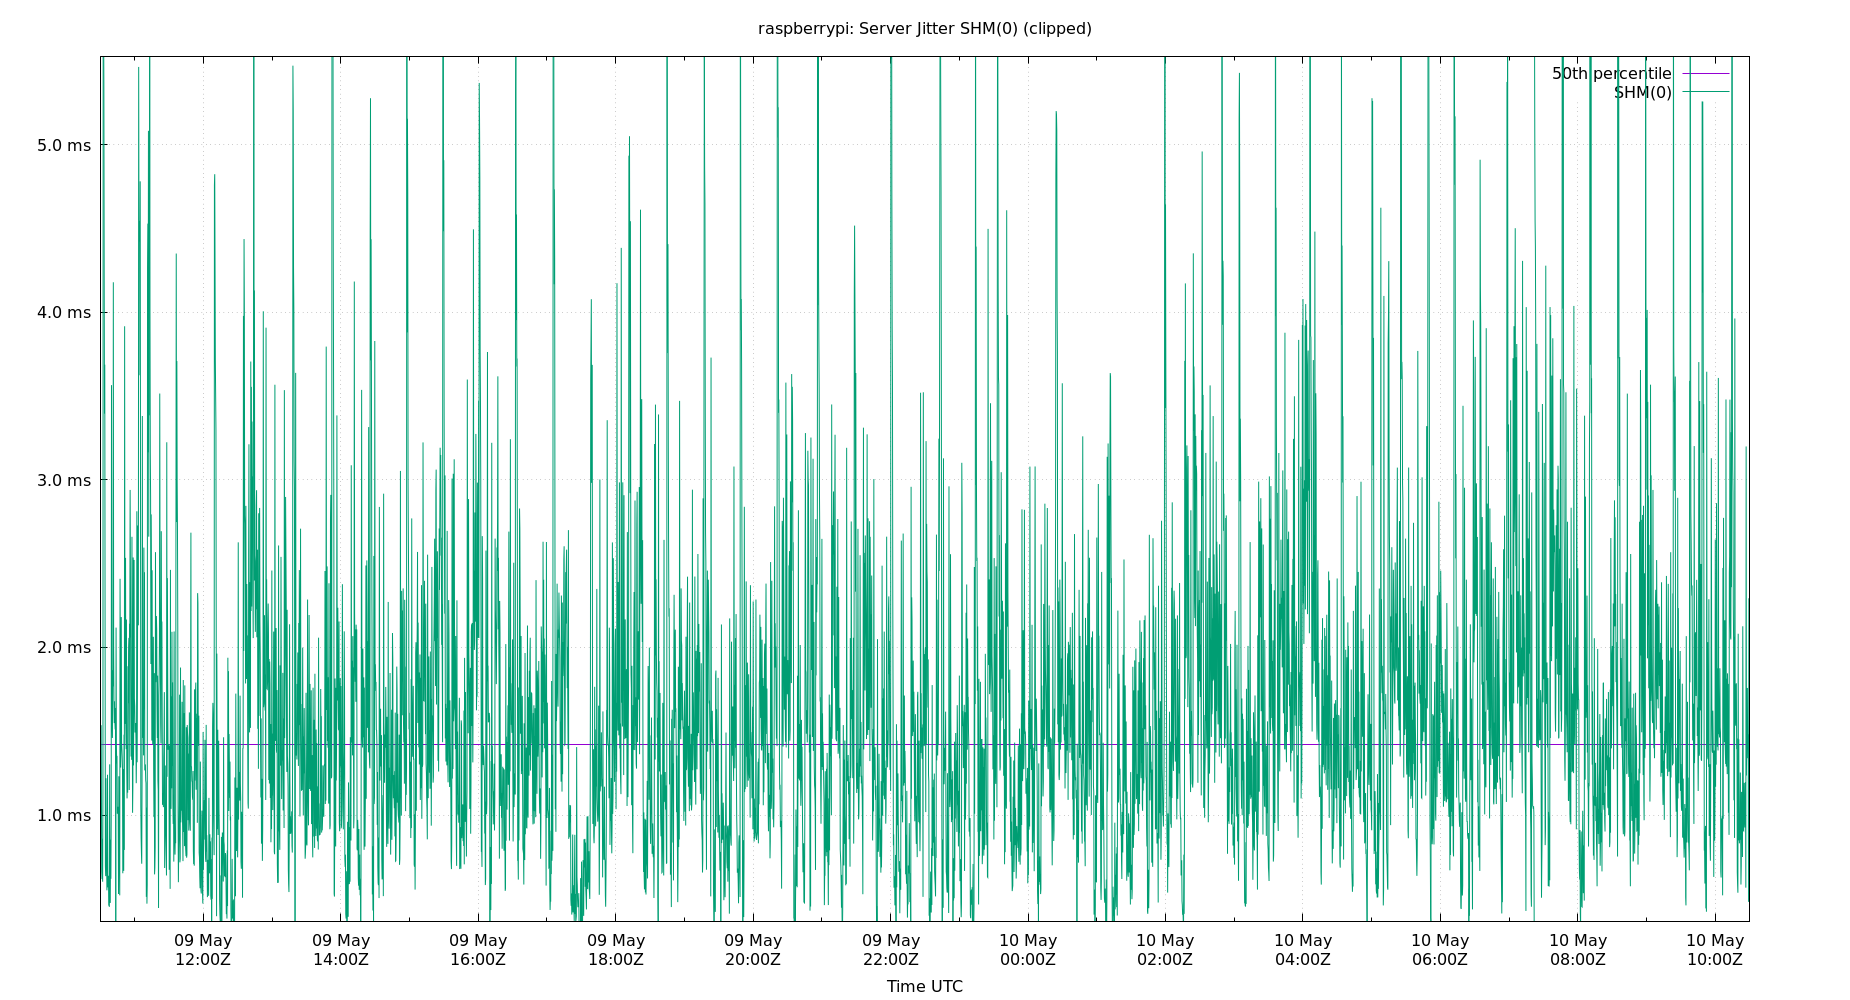 raspberrypi: Server Jitter SHM(0) (clipped)
50th percentile
SHM(0)
5.0 ms
4.0 ms
3.0 ms
2.0 ms
1.0 ms
09 May 09 May 09 May 09 May 09 May 09 May 10 May 10 May 10 May 10 May 10 May 10 May
12:00Z 14:00Z 16:00Z 18:00Z 20:00Z 22:00Z 00:00Z 02:00Z 04:00Z 06:00Z 08:00Z 10:00Z
Time UTC